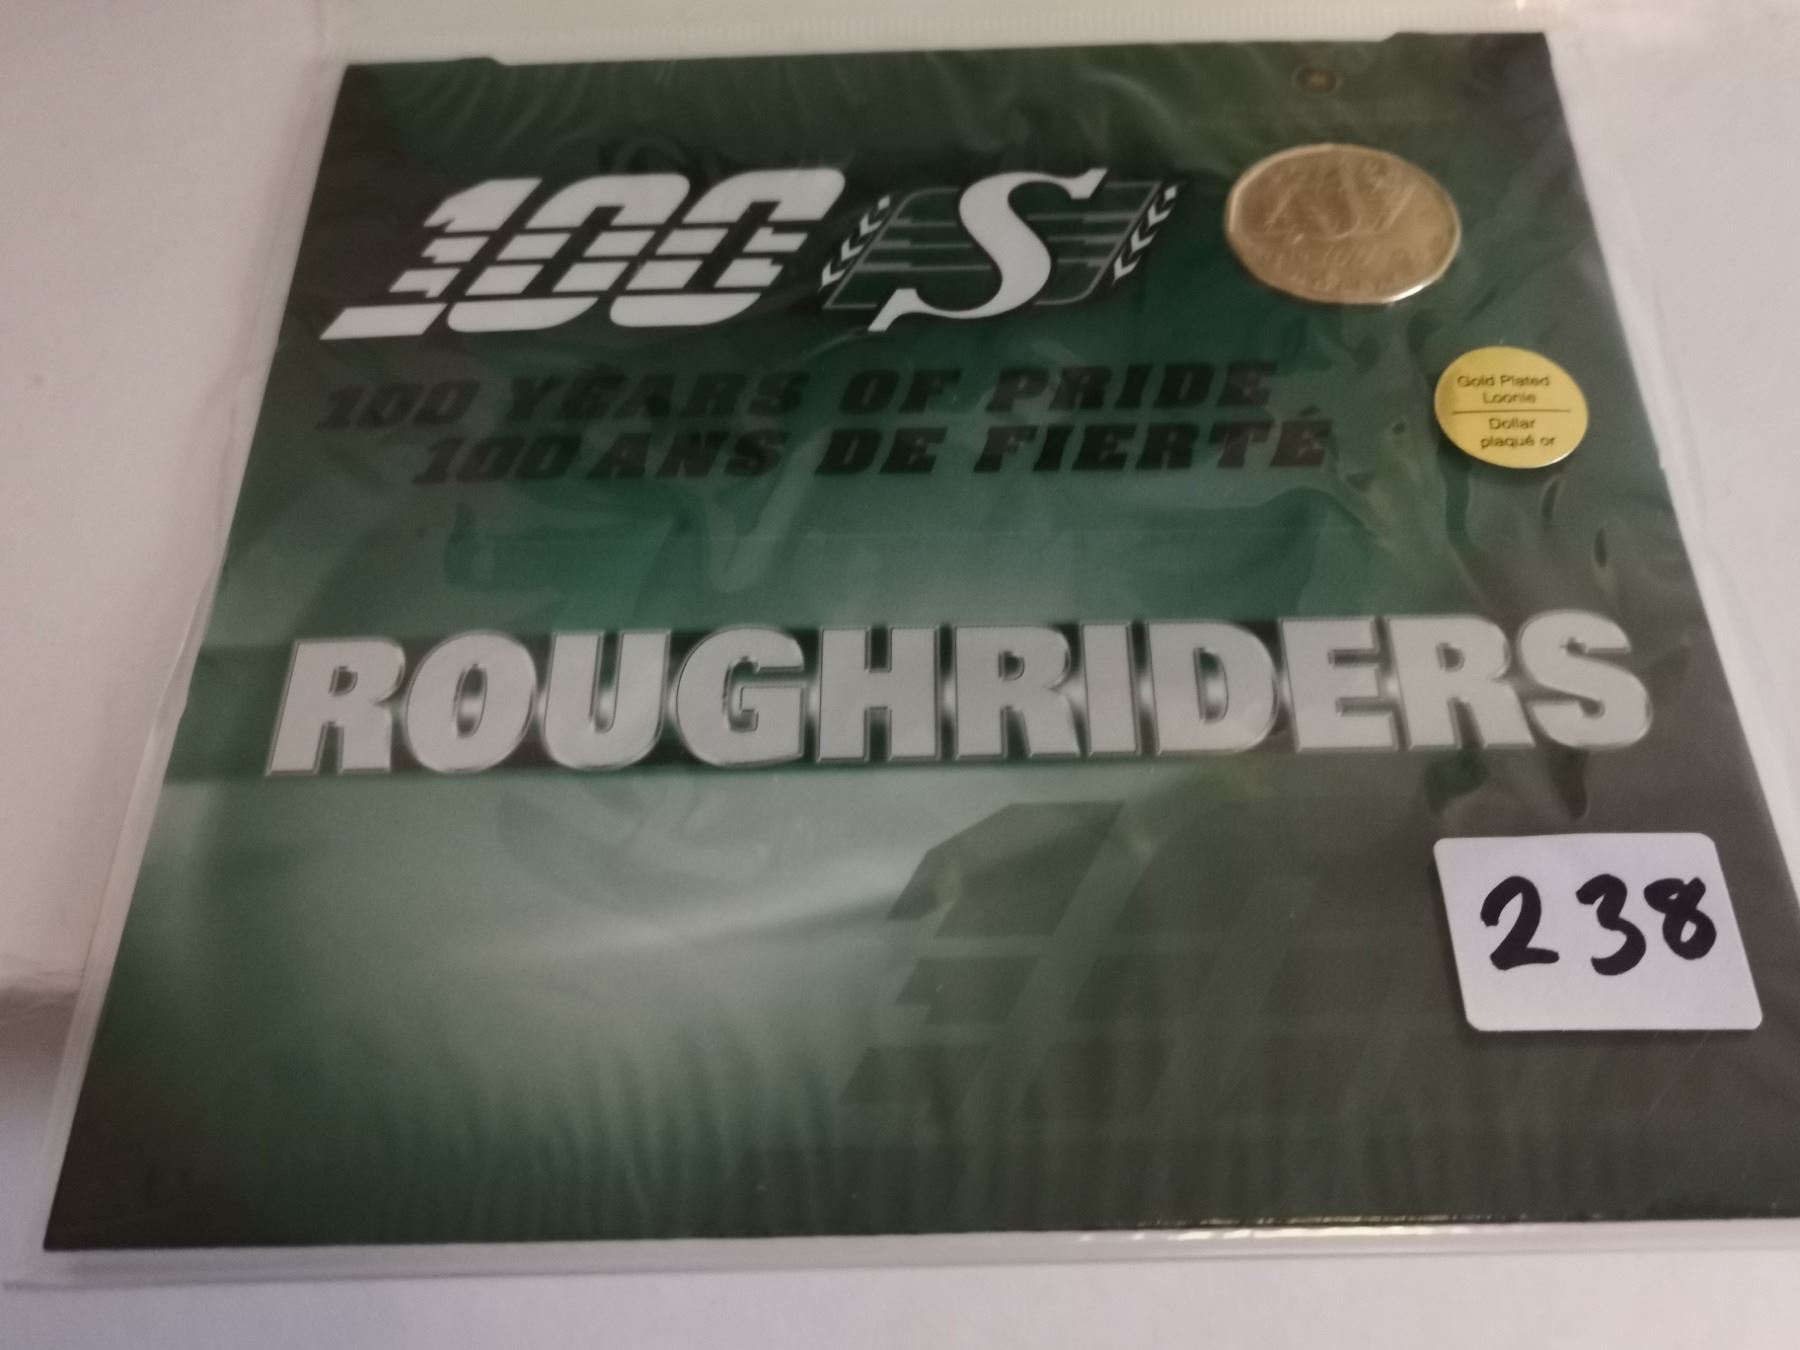 100 S
100 YEARS OF PRIDE
100 ANS DE FIERTÉ
Gold Plated
Loonie
Dollar
plaqué or
ROUGHRIDERS
238